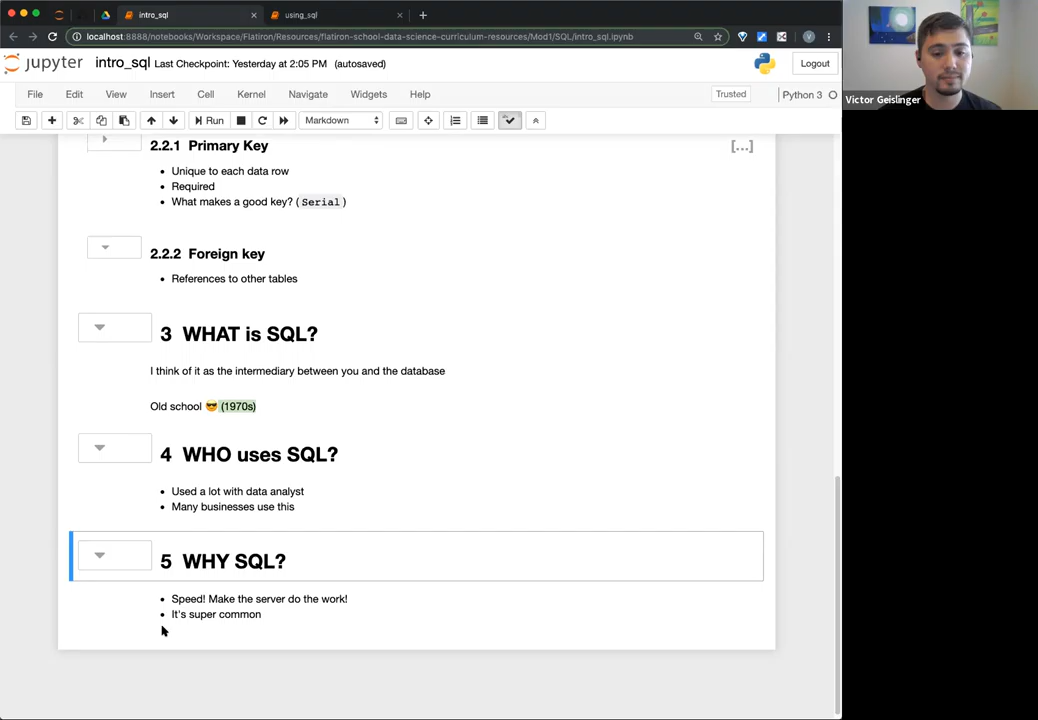 intro_sql
using_sql
localhost:8888/notebooks/Workspace/Flatiron/Resources/flatiron-school-data-science-curriculum-resources/Mod1/SQL/intro_sql.ipynb
V
Victor Geislinger
jupyter intro_sql Last Checkpoint: Yesterday at 2:05 PM (autosaved)
Logout
File Edit View Insert Cell Kernel Navigate Widgets Help
Trusted
Python 3
Run
Markdown
2.2.1 Primary Key
[...]
• Unique to each data row
• Required
• What makes a good key? (Serial)
2.2.2 Foreign key
• References to other tables
3 WHAT is SQL?
I think of it as the intermediary between you and the database
Old school 😎 (1970s)
4 WHO uses SQL?
• Used a lot with data analyst
• Many businesses use this
5 WHY SQL?
• Speed! Make the server do the work!
• It's super common